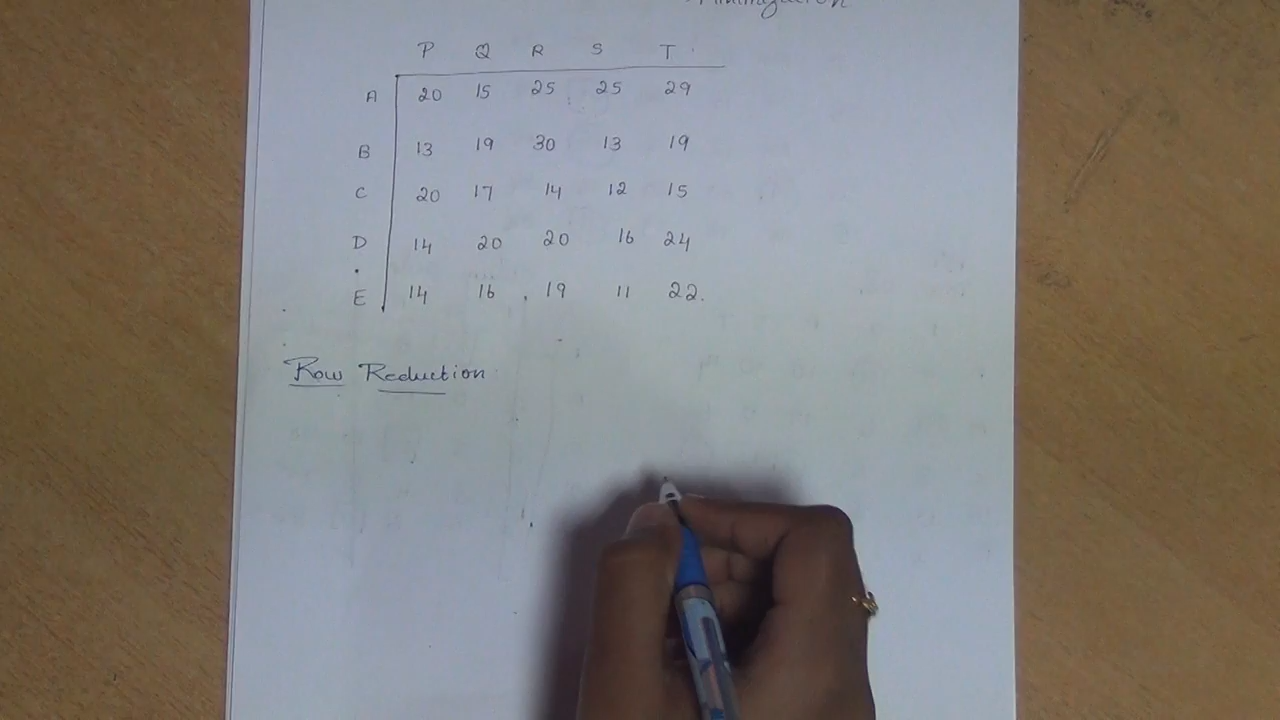 Minimization
P Q R S T
A 20 15 25 25 29
B 13 19 30 13 19
C 20 17 14 12 15
D 14 20 20 16 24
E 14 16 19 11 22.
Row Reduction